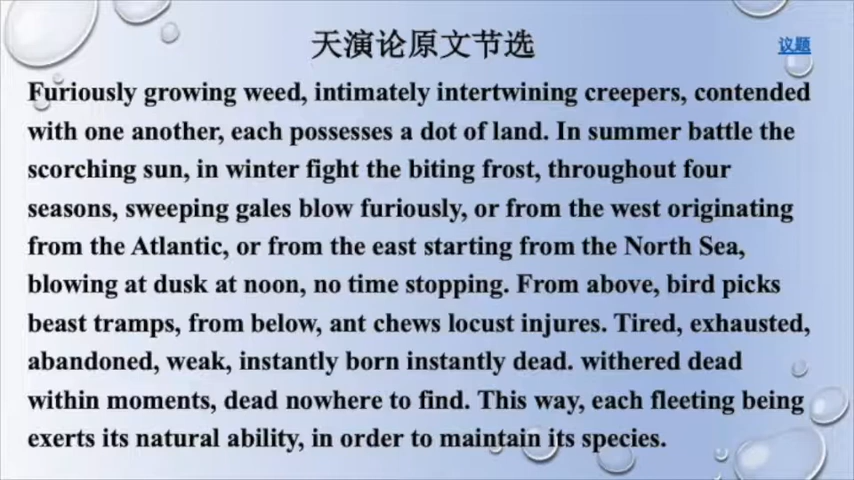 天演论原文节选
议题
Furiously growing weed, intimately intertwining creepers, contended
with one another, each possesses a dot of land. In summer battle the
scorching sun, in winter fight the biting frost, throughout four
seasons, sweeping gales blow furiously, or from the west originating
from the Atlantic, or from the east starting from the North Sea,
blowing at dusk at noon, no time stopping. From above, bird picks
beast tramps, from below, ant chews locust injures. Tired, exhausted,
abandoned, weak, instantly born instantly dead. withered dead
within moments, dead nowhere to find. This way, each fleeting being
exerts its natural ability, in order to maintain its species.